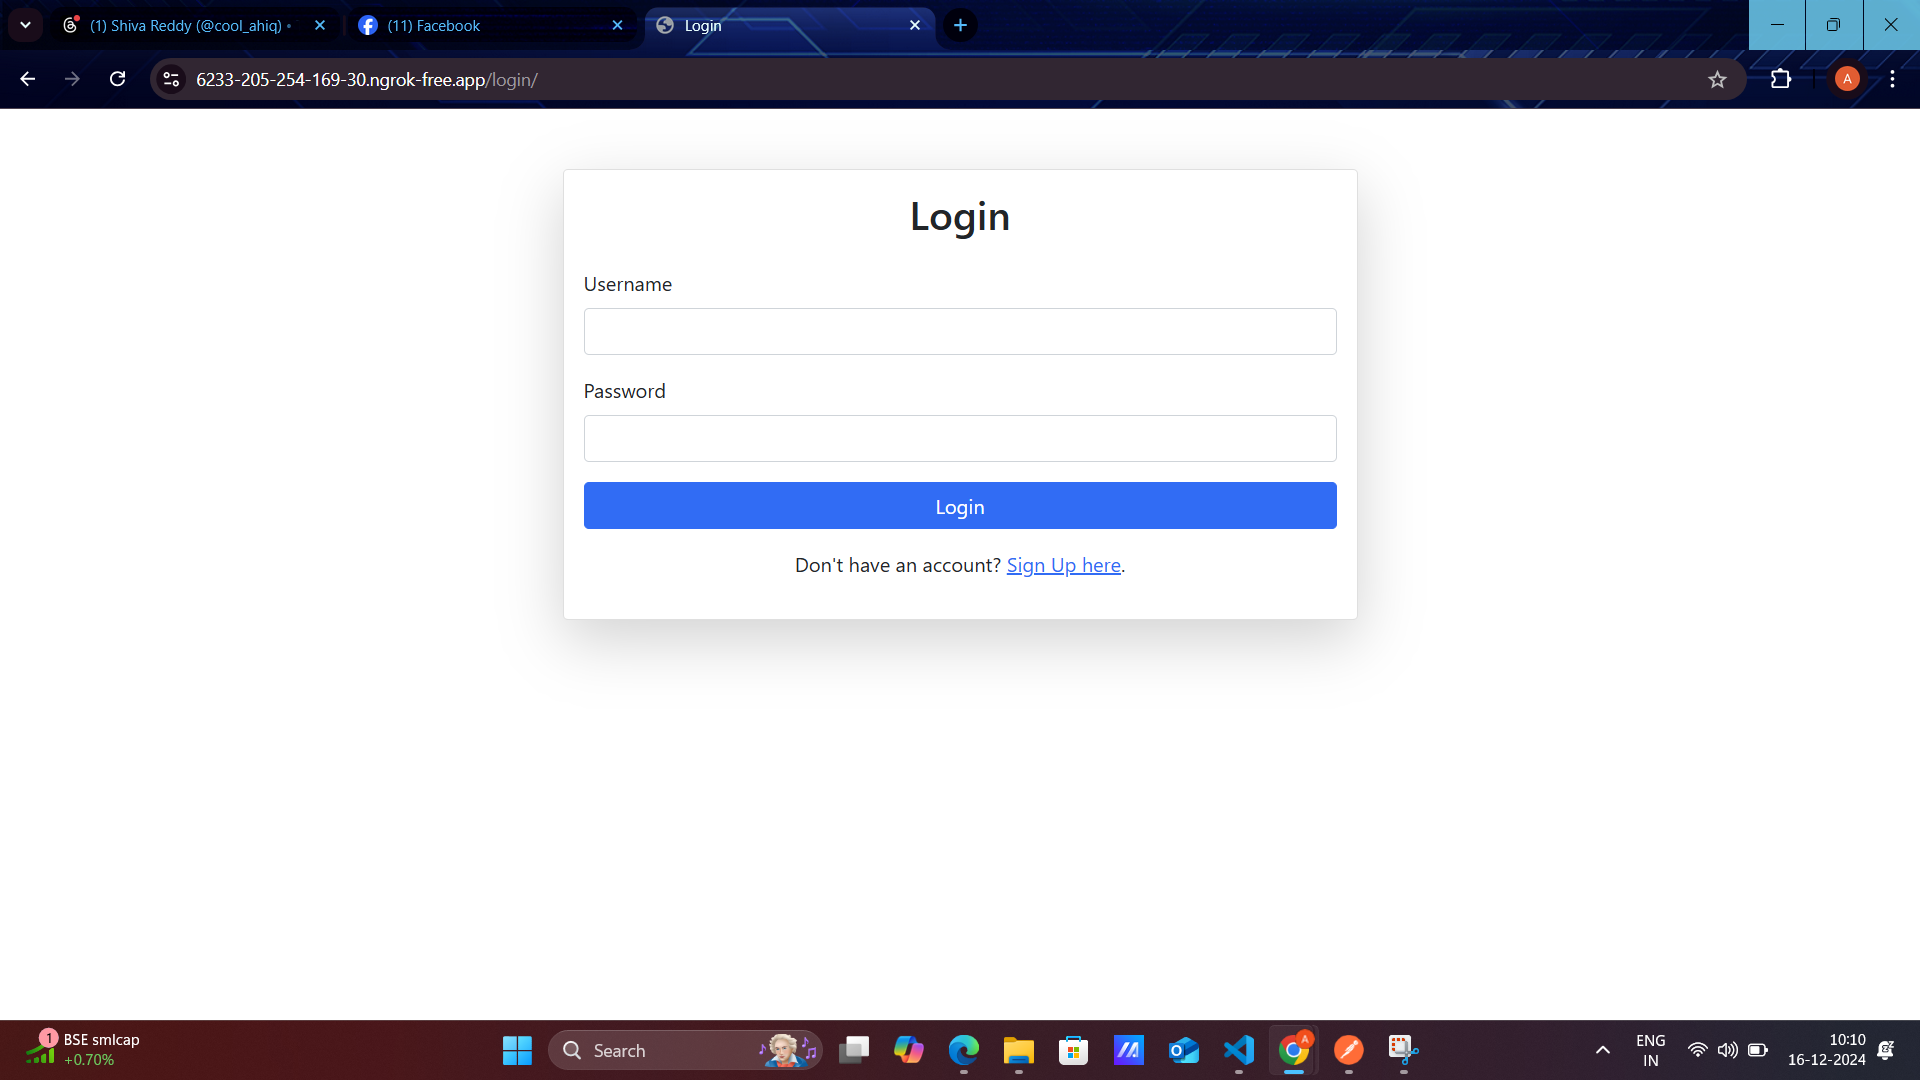 (1) Shiva Reddy (@cool_ahiq) •
(11) Facebook
Login
6233-205-254-169-30.ngrok-free.app/login/
A
Login
Username
Password
Login
Don't have an account? Sign Up here.
1
BSE smlcap
+0.70%
Search
A
ENG
IN
10:10
16-12-2024